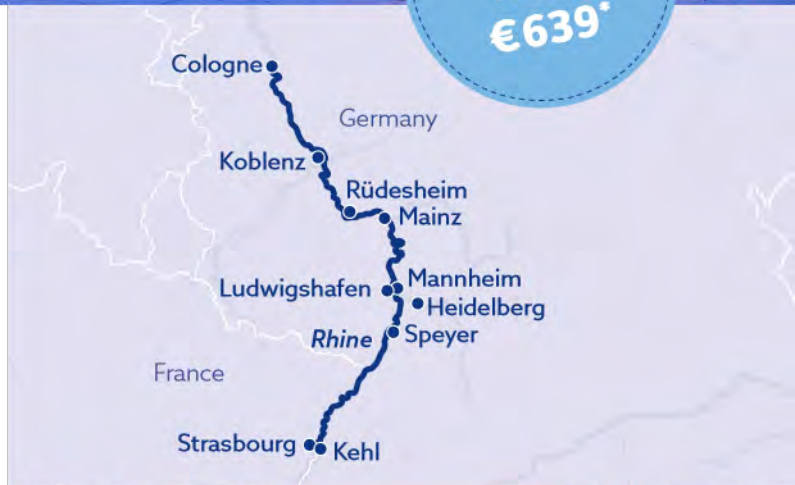 €639*
Cologne
Germany
Koblenz
Rüdesheim
Mainz
Mannheim
Ludwigshafen
Heidelberg
Rhine
Speyer
France
Strasbourg
Kehl